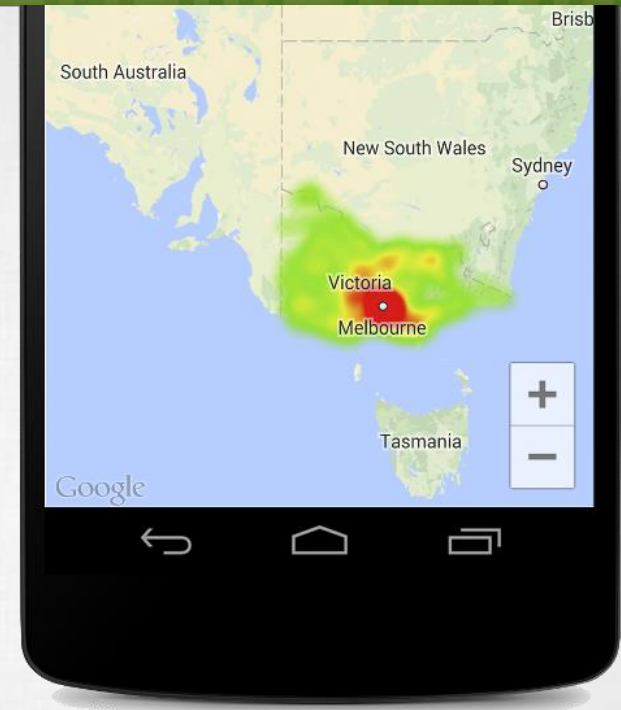 Brisb
South Australia
New South Wales
Sydney
Victoria
Melbourne
Tasmania
Google